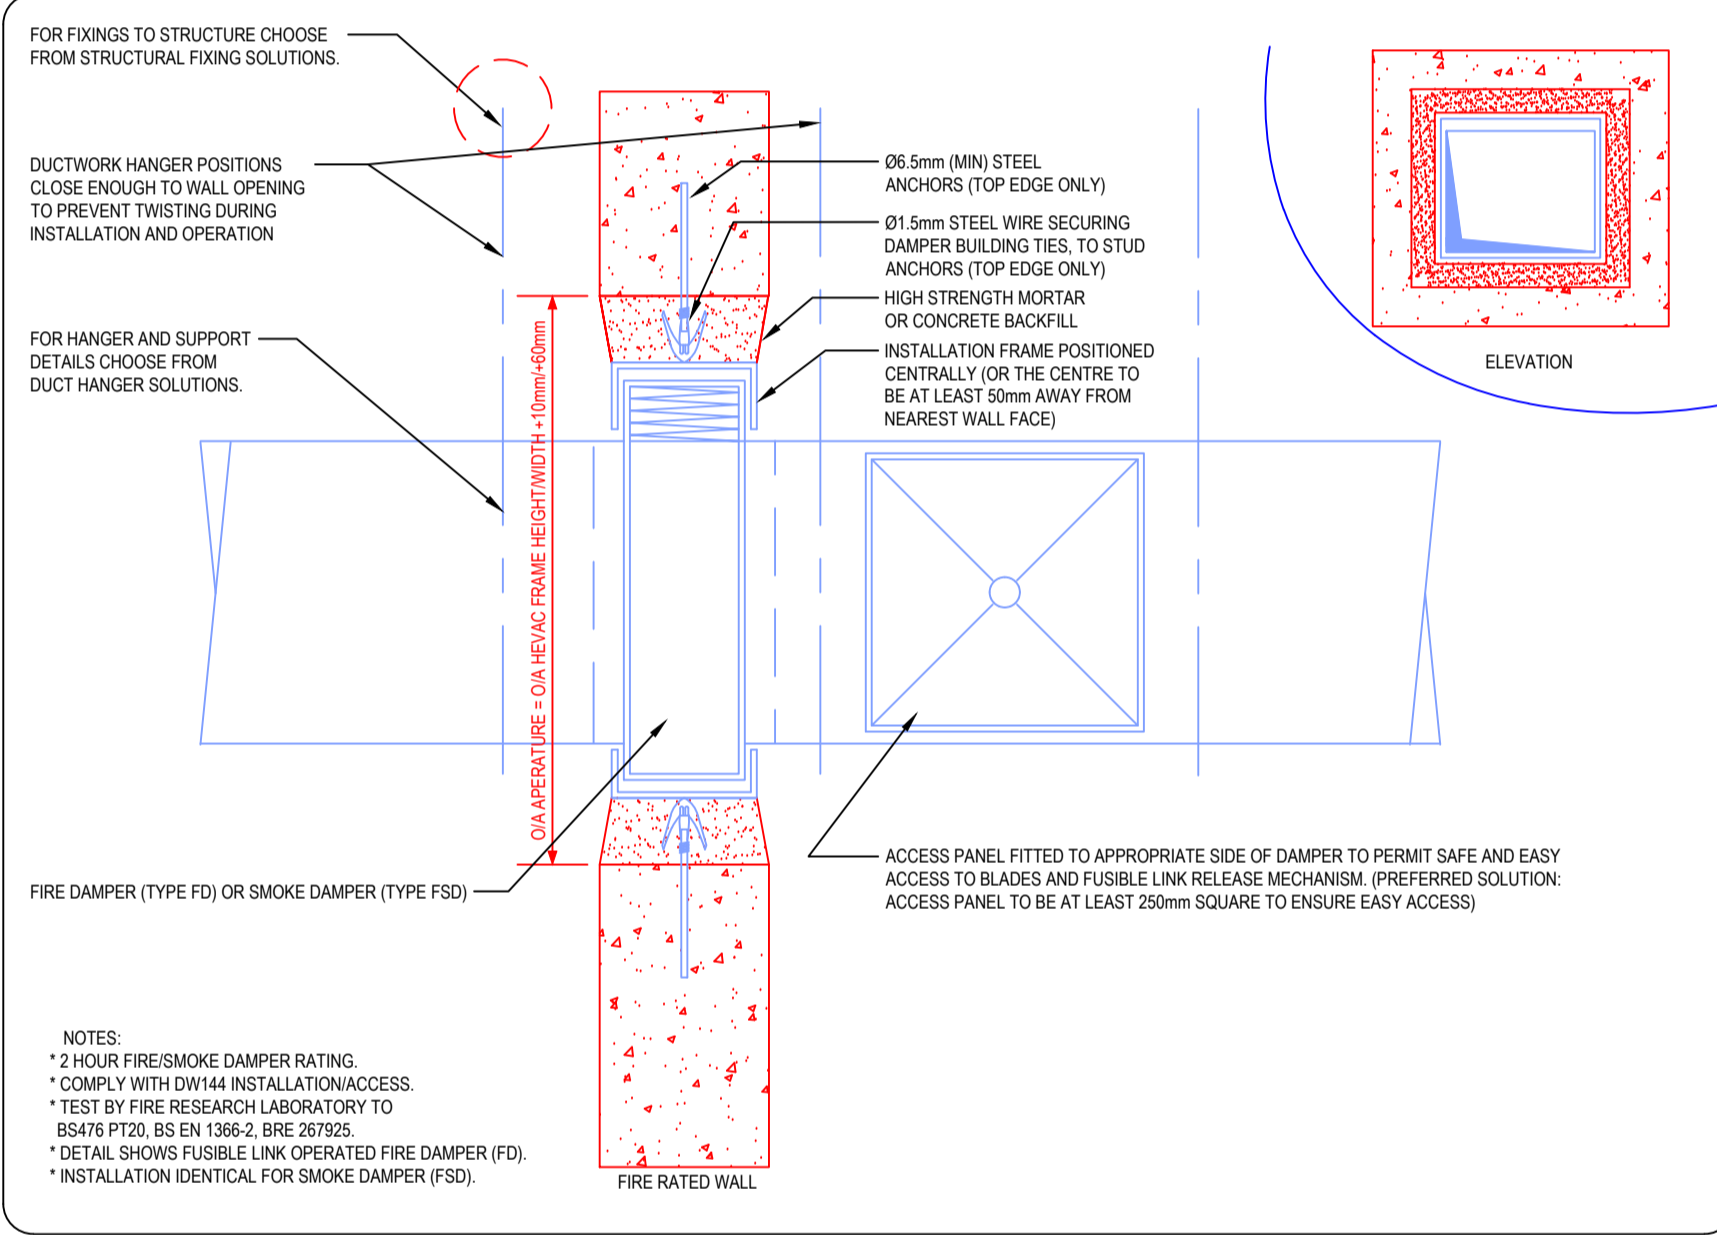 FOR FIXINGS TO STRUCTURE CHOOSE
FROM STRUCTURAL FIXING SOLUTIONS.
DUCTWORK HANGER POSITIONS
CLOSE ENOUGH TO WALL OPENING
TO PREVENT TWISTING DURING
INSTALLATION AND OPERATION
FOR HANGER AND SUPPORT
DETAILS CHOOSE FROM
DUCT HANGER SOLUTIONS.
O/A APERATURE = O/A HEVAC FRAME HEIGHT/WIDTH +10mm/+60mm
Ø6.5mm (MIN) STEEL
ANCHORS (TOP EDGE ONLY)
Ø1.5mm STEEL WIRE SECURING
DAMPER BUILDING TIES, TO STUD
ANCHORS (TOP EDGE ONLY)
HIGH STRENGTH MORTAR
OR CONCRETE BACKFILL
INSTALLATION FRAME POSITIONED
CENTRALLY (OR THE CENTRE TO
BE AT LEAST 50mm AWAY FROM
NEAREST WALL FACE)
ELEVATION
FIRE DAMPER (TYPE FD) OR SMOKE DAMPER (TYPE FSD)
ACCESS PANEL FITTED TO APPROPRIATE SIDE OF DAMPER TO PERMIT SAFE AND EASY
ACCESS TO BLADES AND FUSIBLE LINK RELEASE MECHANISM. (PREFERRED SOLUTION:
ACCESS PANEL TO BE AT LEAST 250mm SQUARE TO ENSURE EASY ACCESS)
NOTES:
* 2 HOUR FIRE/SMOKE DAMPER RATING.
* COMPLY WITH DW144 INSTALLATION/ACCESS.
* TEST BY FIRE RESEARCH LABORATORY TO
BS476 PT20, BS EN 1366-2, BRE 267925.
* DETAIL SHOWS FUSIBLE LINK OPERATED FIRE DAMPER (FD).
* INSTALLATION IDENTICAL FOR SMOKE DAMPER (FSD).
FIRE RATED WALL